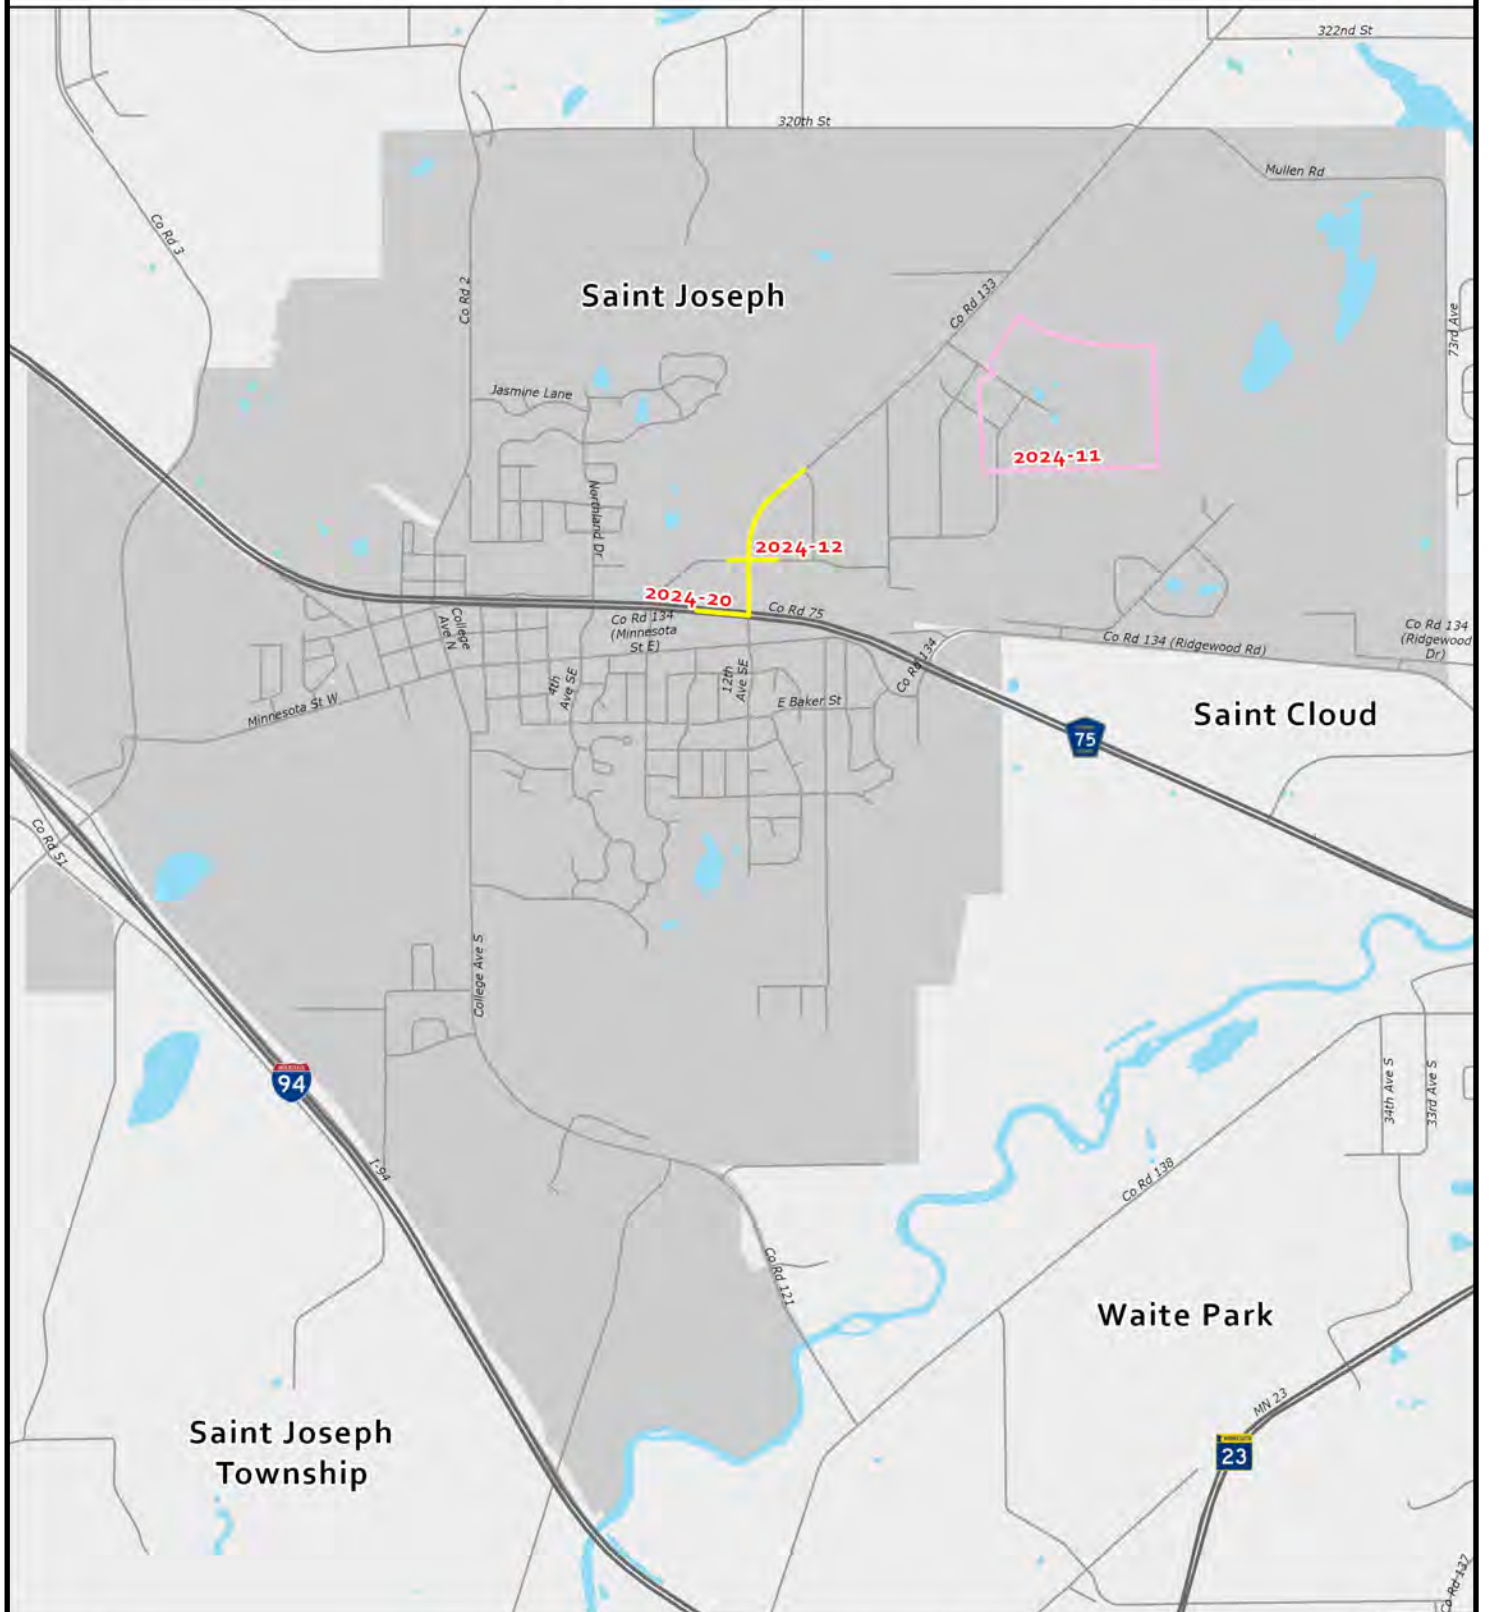 322nd St
320th St
Mullen Rd
Co Rd 3
Co Rd 2
Saint Joseph
Co Rd 133
73rd Ave
Jasmine Lane
2024-11
Northland Dr
2024-12
2024-20
Co Rd 75
Co Rd 134
(Minnesota
St E)
College
Ave N
Co Rd 134
(Ridgewood
Dr)
Co Rd 134 (Ridgewood Rd)
Co Rd 134
4th
Ave SE
12th
Ave SE
E Baker St
Minnesota St W
Saint Cloud
75
Co Rd 51
College Ave S
94
I-94
34th Ave S
33rd Ave S
Co Rd 138
Co Rd 121
Waite Park
MN 23
23
Saint Joseph
Township
Co Rd 137